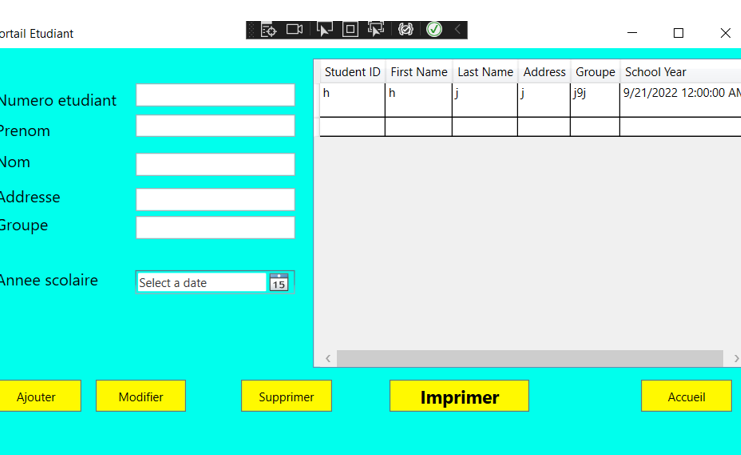 ortail Etudiant
Student ID First Name Last Name Address Groupe School Year
h h j j j9j 9/21/2022 12:00:00 AM
Numero etudiant
Prenom
Nom
Addresse
Groupe
Annee scolaire
Select a date
15
Ajouter Modifier Supprimer Imprimer Accueil